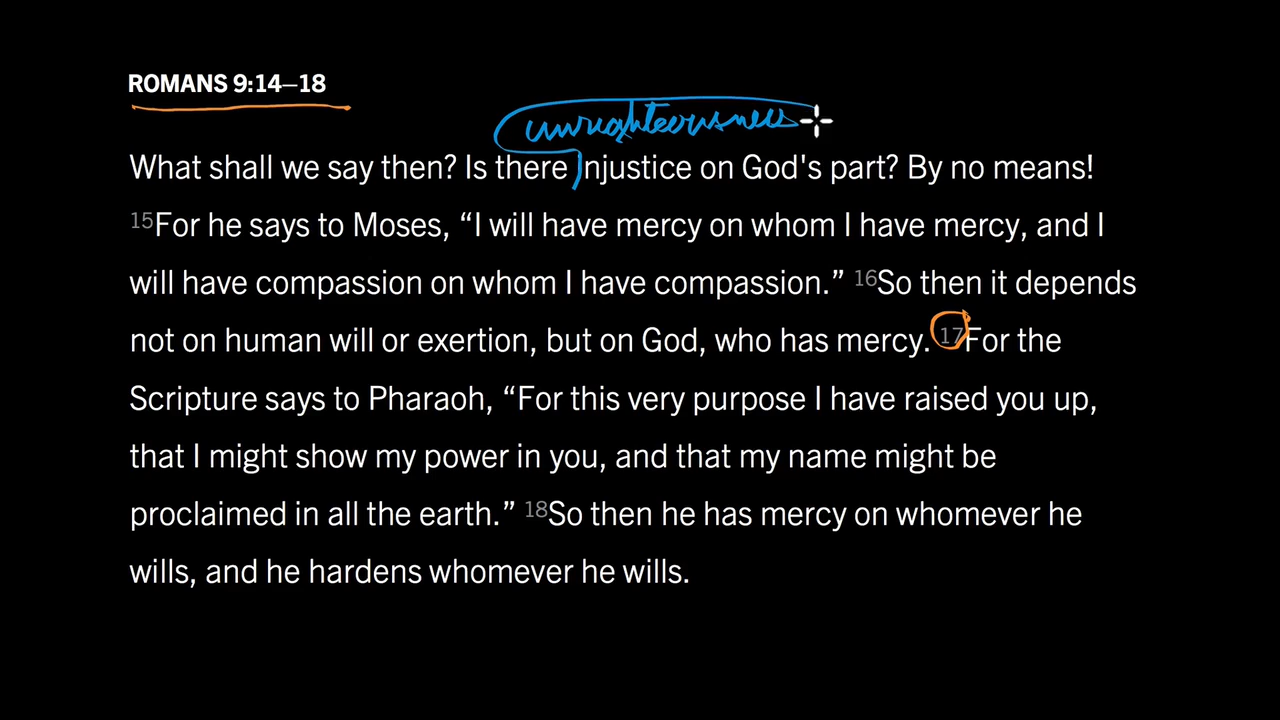 ROMANS 9:14–18
unrighteousness
What shall we say then? Is there injustice on God's part? By no means!
15For he says to Moses, “I will have mercy on whom I have mercy, and I
will have compassion on whom I have compassion.” 16So then it depends
not on human will or exertion, but on God, who has mercy. 17For the
Scripture says to Pharaoh, “For this very purpose I have raised you up,
that I might show my power in you, and that my name might be
proclaimed in all the earth.” 18So then he has mercy on whomever he
wills, and he hardens whomever he wills.